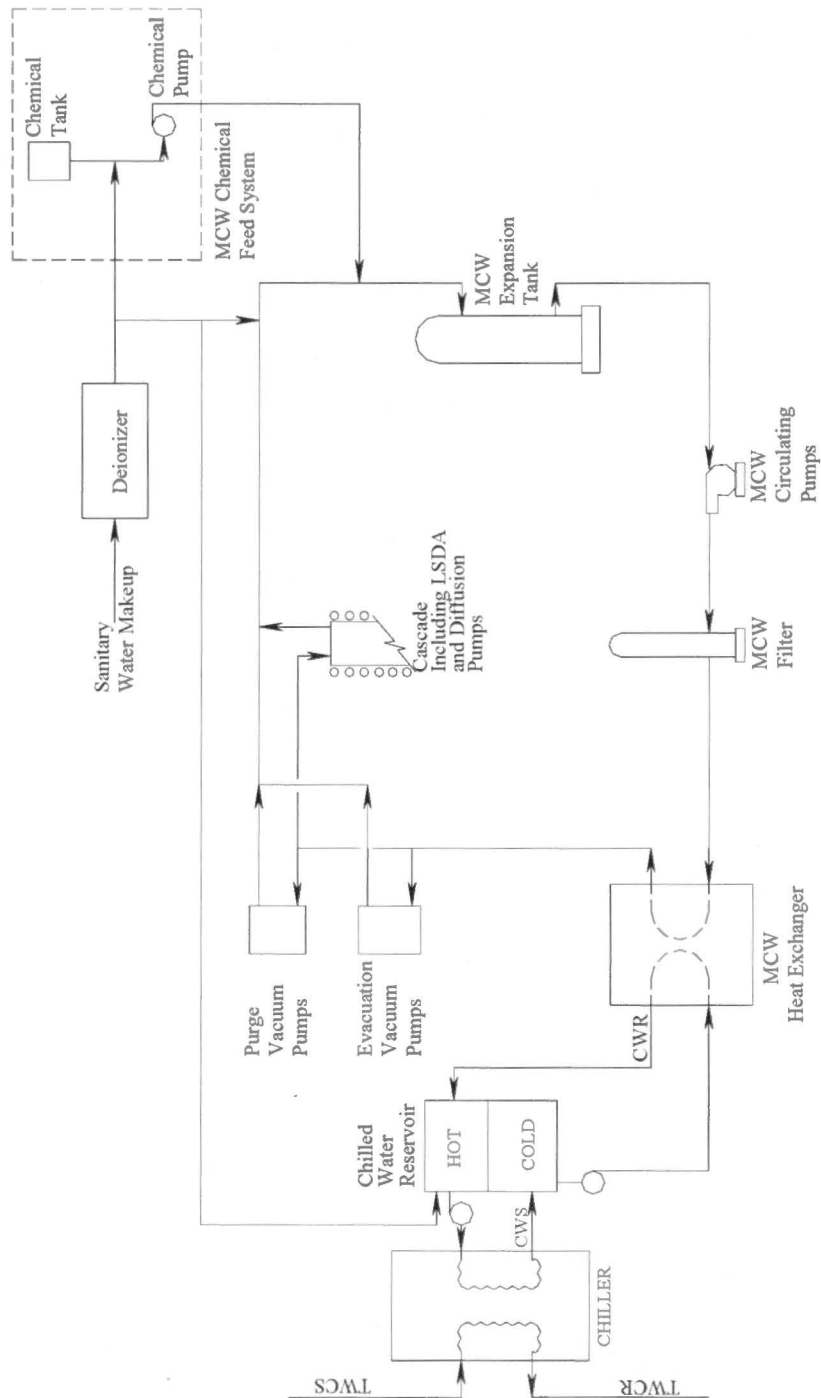 Chemical
Tank
Chemical
Pump
MCW Chemical
Feed System
Deionizer
Sanitary
Water Makeup
MCW
Expansion
Tank
Cascade
Including LSDA
and Diffusion
Pumps
MCW
Circulating
Pumps
MCW
Filter
Purge
Vacuum
Pumps
Evacuation
Vacuum
Pumps
MCW
Heat Exchanger
CWR
Chilled
Water
Reservoir
HOT
COLD
CWS
CHILLER
TWCS
TWCR